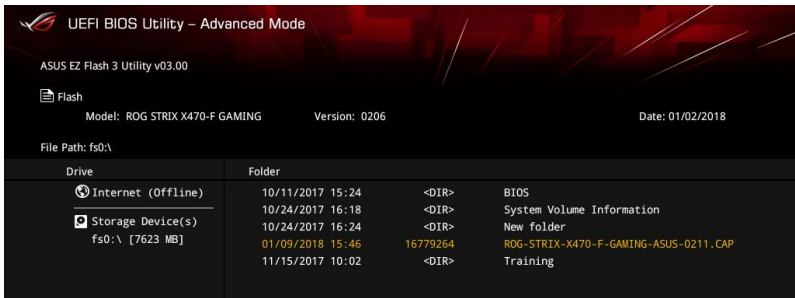 UEFI BIOS Utility – Advanced Mode
ASUS EZ Flash 3 Utility v03.00
Flash
Model: ROG STRIX X470-F GAMING Version: 0206 Date: 01/02/2018
File Path: fs0:\
Drive Folder
Internet (Offline) 10/11/2017 15:24 <DIR> BIOS
10/24/2017 16:18 <DIR> System Volume Information
Storage Device(s) 10/24/2017 16:24 <DIR> New folder
fs0:\ [7623 MB] 01/09/2018 15:46 16779264 ROG-STRIX-X470-F-GAMING-ASUS-0211.CAP
11/15/2017 10:02 <DIR> Training